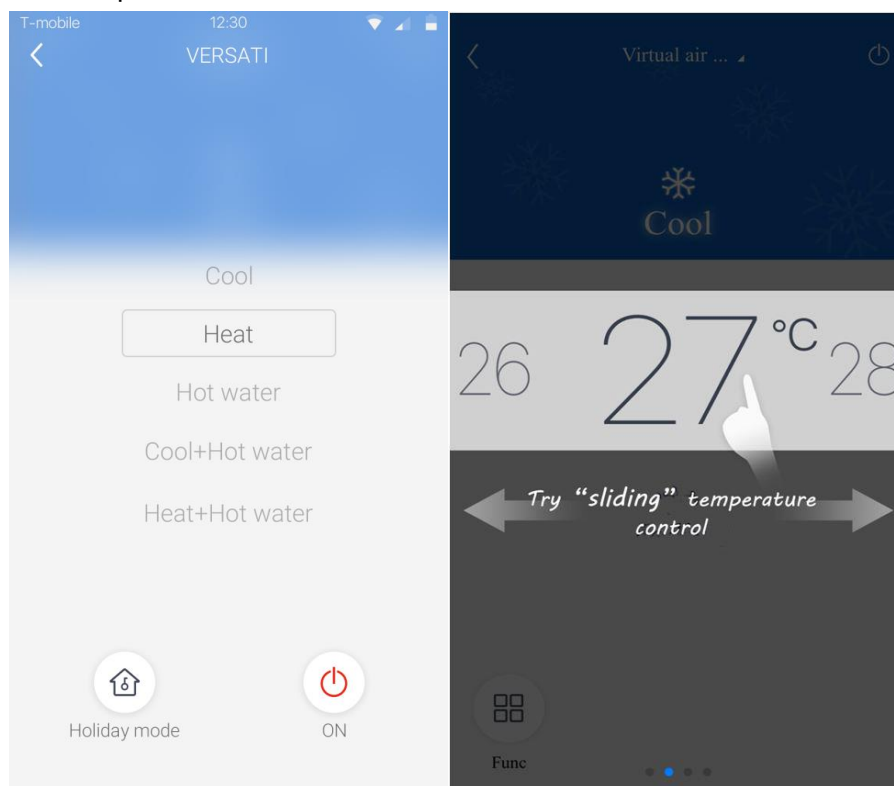 T-mobile 12:30
VERSATI
Cool
Heat
Hot water
Cool+Hot water
Heat+Hot water
Holiday mode
ON
Virtual air ...
Cool
26 27°C 28
Try “sliding” temperature
control
Func